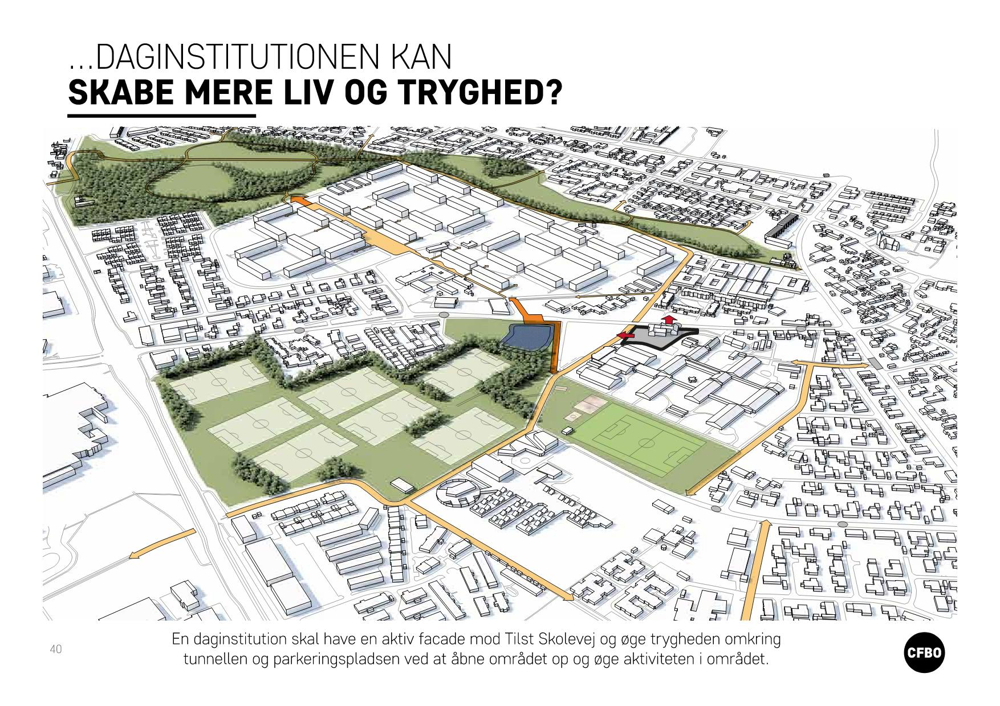 ...DAGINSTITUTIONEN KAN
SKABE MERE LIV OG TRYGHED?
En daginstitution skal have en aktiv facade mod Tilst Skolevej og øge trygheden omkring
tunnellen og parkeringspladsen ved at åbne området op og øge aktiviteten i området.
40
CFBO